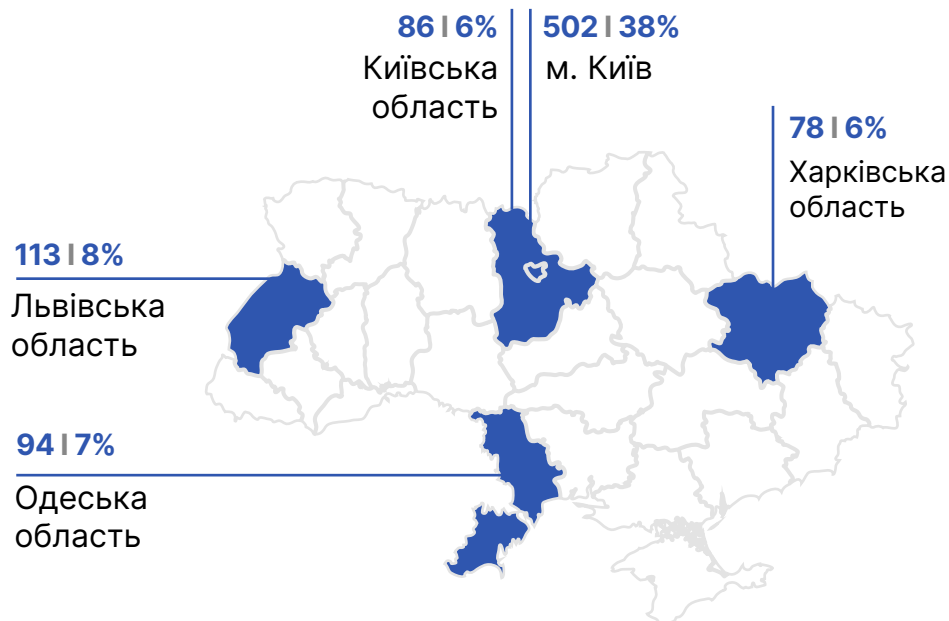 86 | 6%
Київська
область
502 | 38%
м. Київ
78 | 6%
Харківська
область
113 | 8%
Львівська
область
94 | 7%
Одеська
область